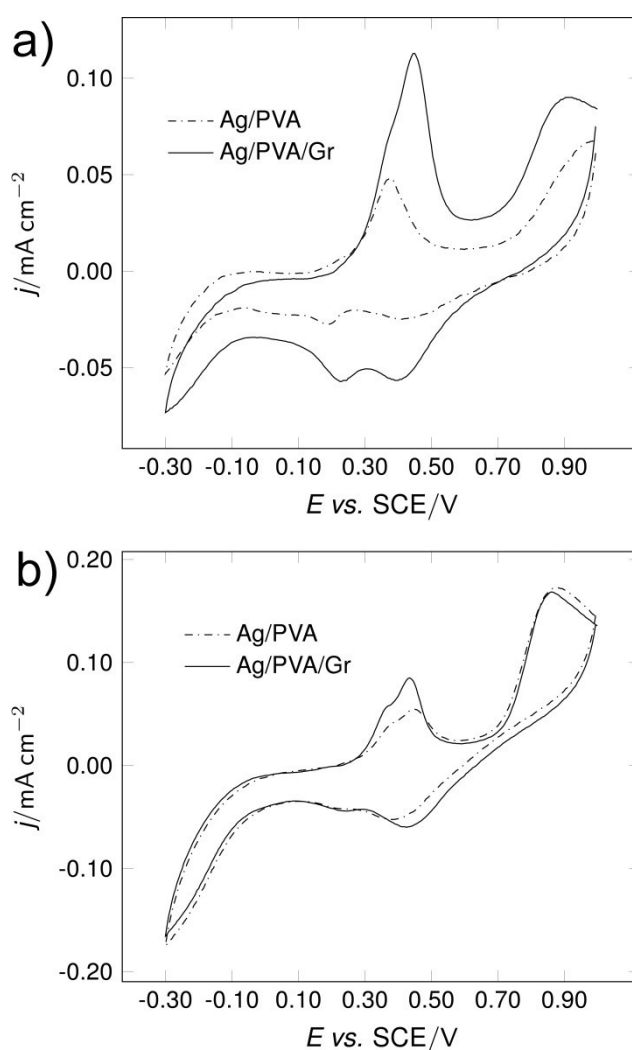 a)
0.10
0.05
0.00
-0.05
j/mA cm⁻²
Ag/PVA
Ag/PVA/Gr
-0.30 -0.10 0.10 0.30 0.50 0.70 0.90
E vs. SCE/V
b)
0.20
0.10
0.00
-0.10
-0.20
j/mA cm⁻²
Ag/PVA
Ag/PVA/Gr
-0.30 -0.10 0.10 0.30 0.50 0.70 0.90
E vs. SCE/V